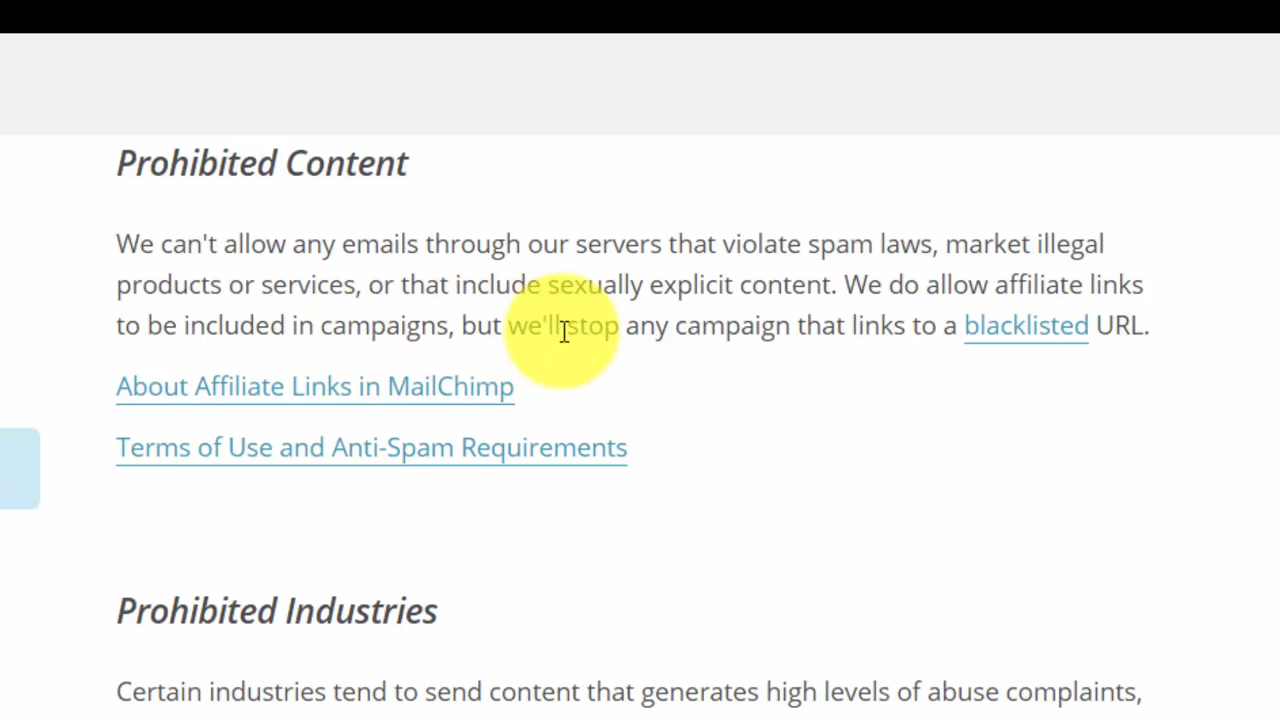 Prohibited Content
We can't allow any emails through our servers that violate spam laws, market illegal
products or services, or that include sexually explicit content. We do allow affiliate links
to be included in campaigns, but we'll stop any campaign that links to a blacklisted URL.
About Affiliate Links in MailChimp
Terms of Use and Anti-Spam Requirements
Prohibited Industries
Certain industries tend to send content that generates high levels of abuse complaints,